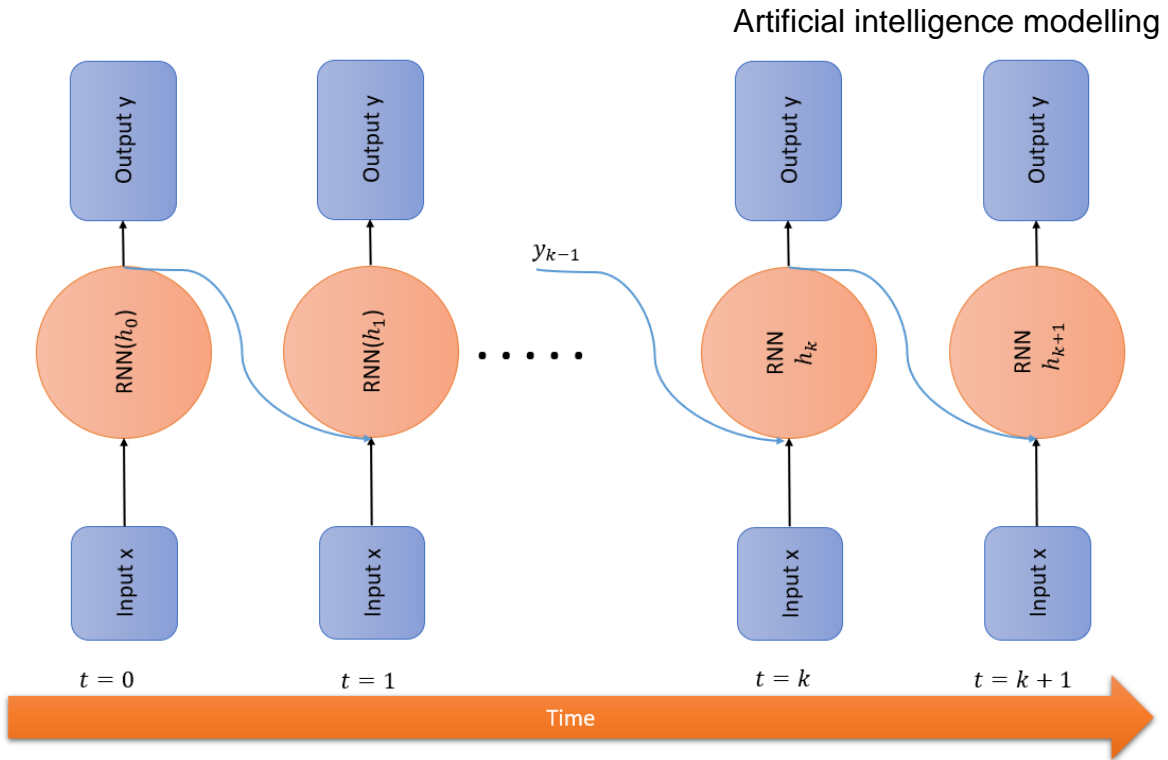 Artificial intelligence modelling
Output y
Output y
Output y
Output y
y_{k-1}
RNN(h_0)
RNN(h_1)
.....
RNN
h_k
RNN
h_{k+1}
Input x
Input x
Input x
Input x
t = 0
t = 1
t = k
t = k + 1
Time